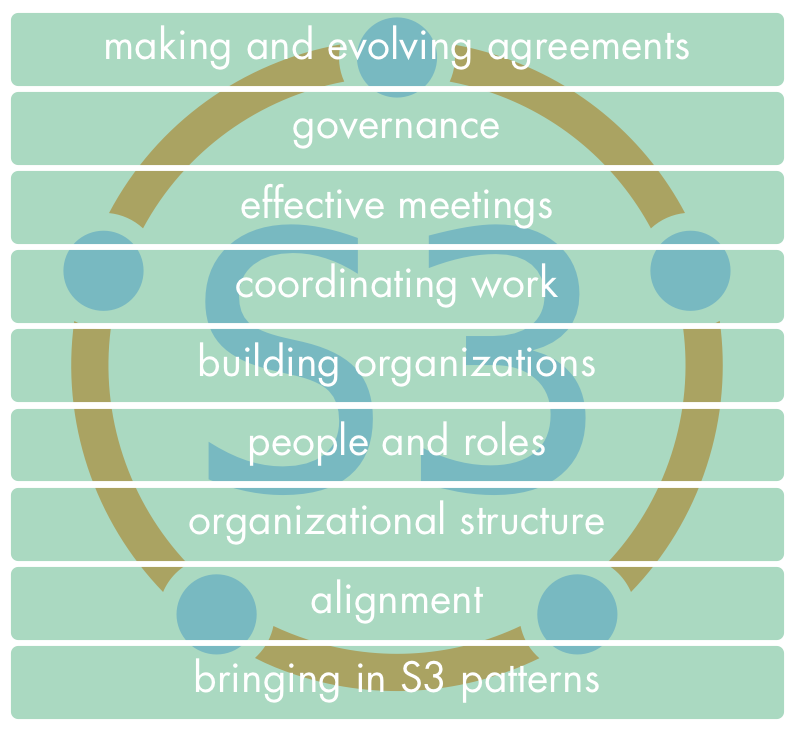 making and evolving agreements
governance
effective meetings
S3
coordinating work
building organizations
people and roles
organizational structure
alignment
bringing in S3 patterns